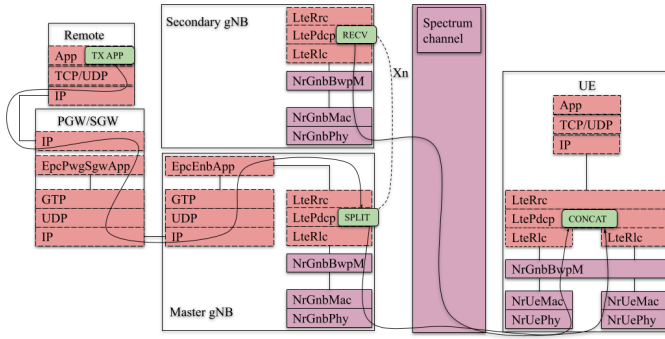 Remote
App
TX APP
TCP/UDP
IP
PGW/SGW
IP
EpcPwgSgwApp
GTP
UDP
IP
Secondary gNB
LteRrc
LtePdcp
RECV
LteRlc
NrGnbBwpM
NrGnbMac
NrGnbPhy
Xn
EpcEnbApp
GTP
UDP
IP
LteRrc
LtePdcp
SPLIT
LteRlc
NrGnbBwpM
NrGnbMac
NrGnbPhy
Master gNB
Spectrum
channel
UE
App
TCP/UDP
IP
LteRrc
LtePdcp
CONCAT
LteRlc
LteRlc
NrGnbBwpM
NrUeMac
NrUePhy
NrUeMac
NrUePhy